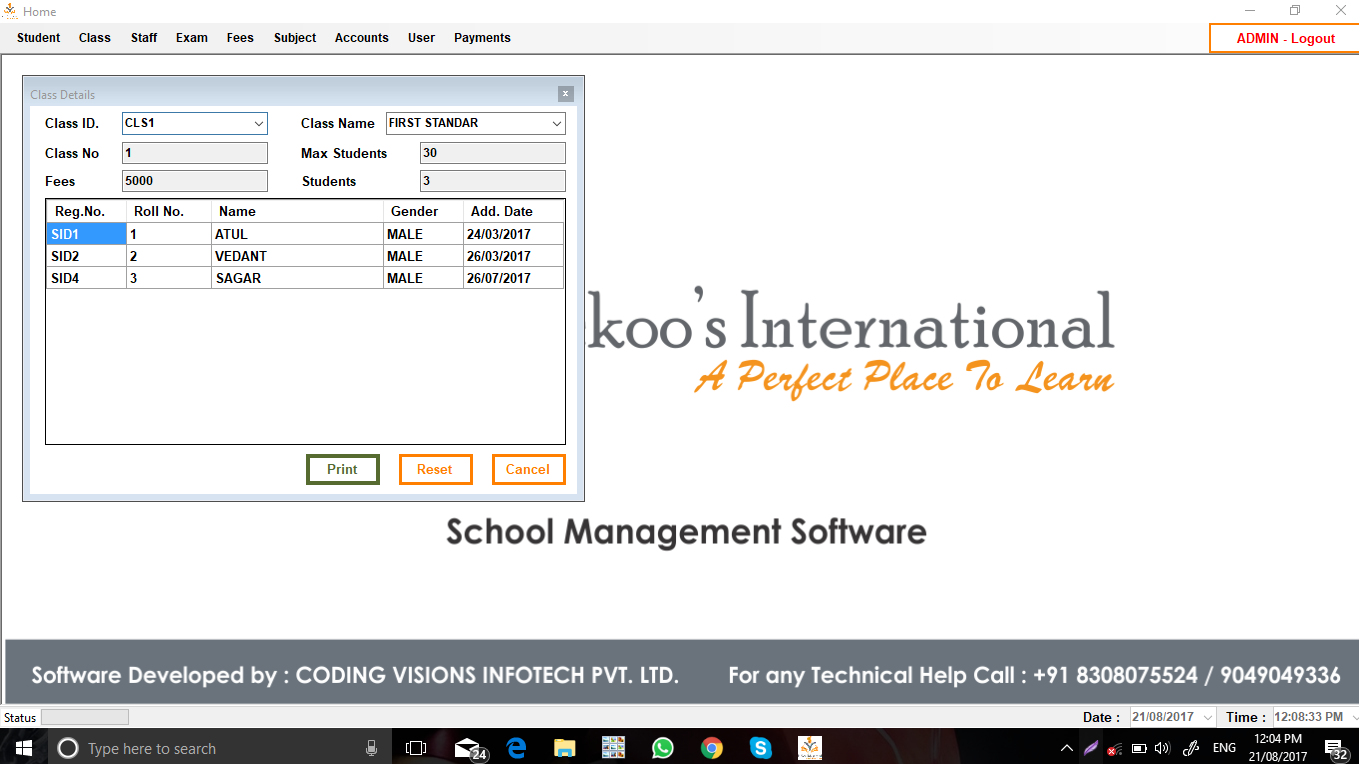 Home
Student Class Staff Exam Fees Subject Accounts User Payments ADMIN - Logout
Class Details x
Class ID. CLS1 Class Name FIRST STANDAR
Class No 1 Max Students 30
Fees 5000 Students 3
Reg.No. Roll No. Name Gender Add. Date
SID1 1 ATUL MALE 24/03/2017
SID2 2 VEDANT MALE 26/03/2017
SID4 3 SAGAR MALE 26/07/2017
koo's International
A Perfect Place To Learn
Print Reset Cancel
School Management Software
Software Developed by : CODING VISIONS INFOTECH PVT. LTD. For any Technical Help Call : +91 8308075524 / 9049049336
Status Date : 21/08/2017 Time : 12:08:33 PM
Type here to search 24 ENG 12:04 PM
21/08/2017 32